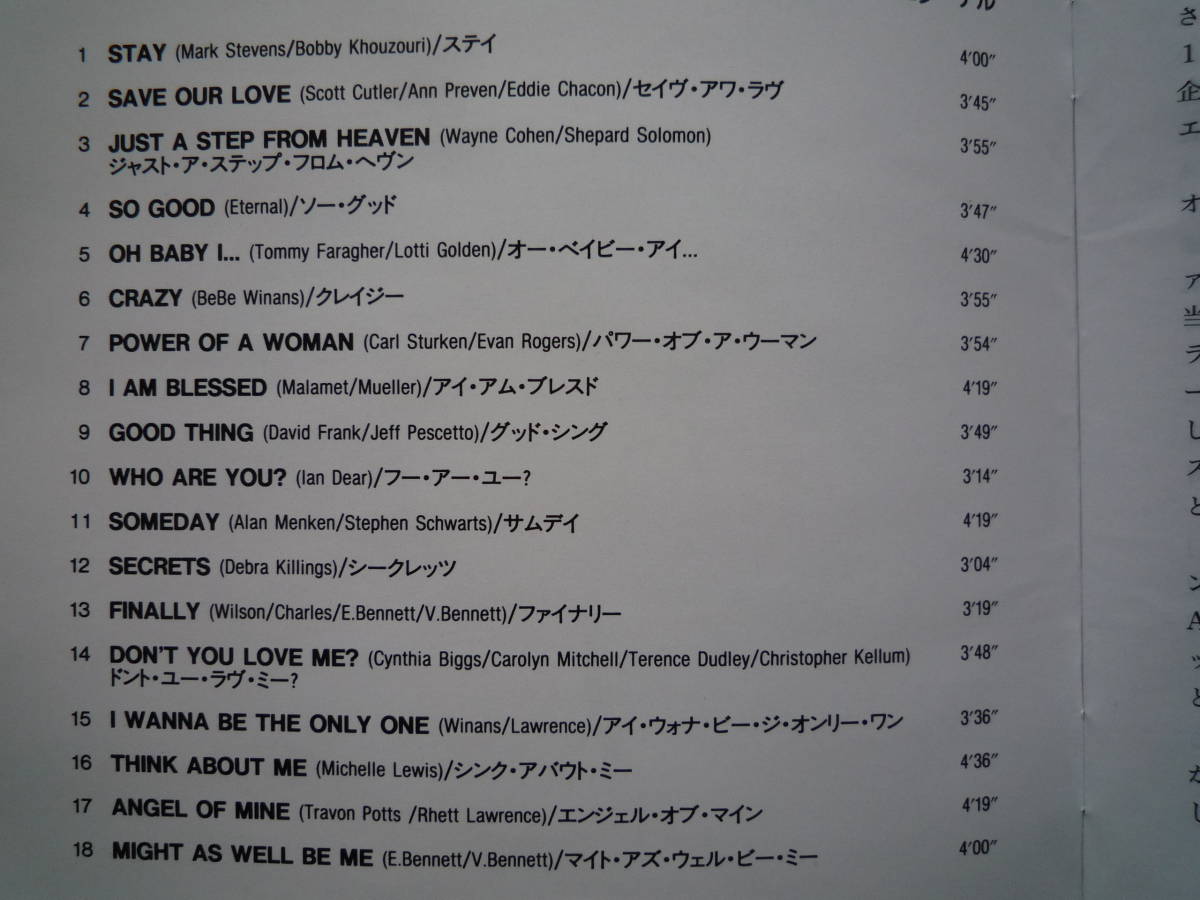 1 STAY (Mark Stevens/Bobby Khouzouri)/ステイ 4'00"
2 SAVE OUR LOVE (Scott Cutler/Ann Preven/Eddie Chacon)/セイヴ・アワ・ラヴ 3'45"
3 JUST A STEP FROM HEAVEN (Wayne Cohen/Shepard Solomon) 3'55"
ジャスト・ア・ステップ・フロム・ヘヴン
4 SO GOOD (Eternal)/ソー・グッド 3'47"
5 OH BABY I... (Tommy Faragher/Lotti Golden)/オー・ベイビー・アイ... 4'30"
6 CRAZY (BeBe Winans)/クレイジー 3'55"
7 POWER OF A WOMAN (Carl Sturken/Evan Rogers)/パワー・オブ・ア・ウーマン 3'54"
8 I AM BLESSED (Malamet/Mueller)/アイ・アム・ブレスド 4'19"
9 GOOD THING (David Frank/Jeff Pescetto)/グッド・シング 3'49"
10 WHO ARE YOU? (Ian Dear)/フー・アー・ユー? 3'14"
11 SOMEDAY (Alan Menken/Stephen Schwarts)/サムデイ 4'19"
12 SECRETS (Debra Killings)/シークレッツ 3'04"
13 FINALLY (Wilson/Charles/E.Bennett/V.Bennett)/ファイナリー 3'19"
14 DON'T YOU LOVE ME? (Cynthia Biggs/Carolyn Mitchell/Terence Dudley/Christopher Kellum) 3'48"
ドント・ユー・ラヴ・ミー?
15 I WANNA BE THE ONLY ONE (Winans/Lawrence)/アイ・ウォナ・ビー・ジ・オンリー・ワン 3'36"
16 THINK ABOUT ME (Michelle Lewis)/シンク・アバウト・ミー 4'36"
17 ANGEL OF MINE (Travon Potts /Rhett Lawrence)/エンジェル・オブ・マイン 4'19"
18 MIGHT AS WELL BE ME (E.Bennett/V.Bennett)/マイト・アズ・ウェル・ビー・ミー 4'00"